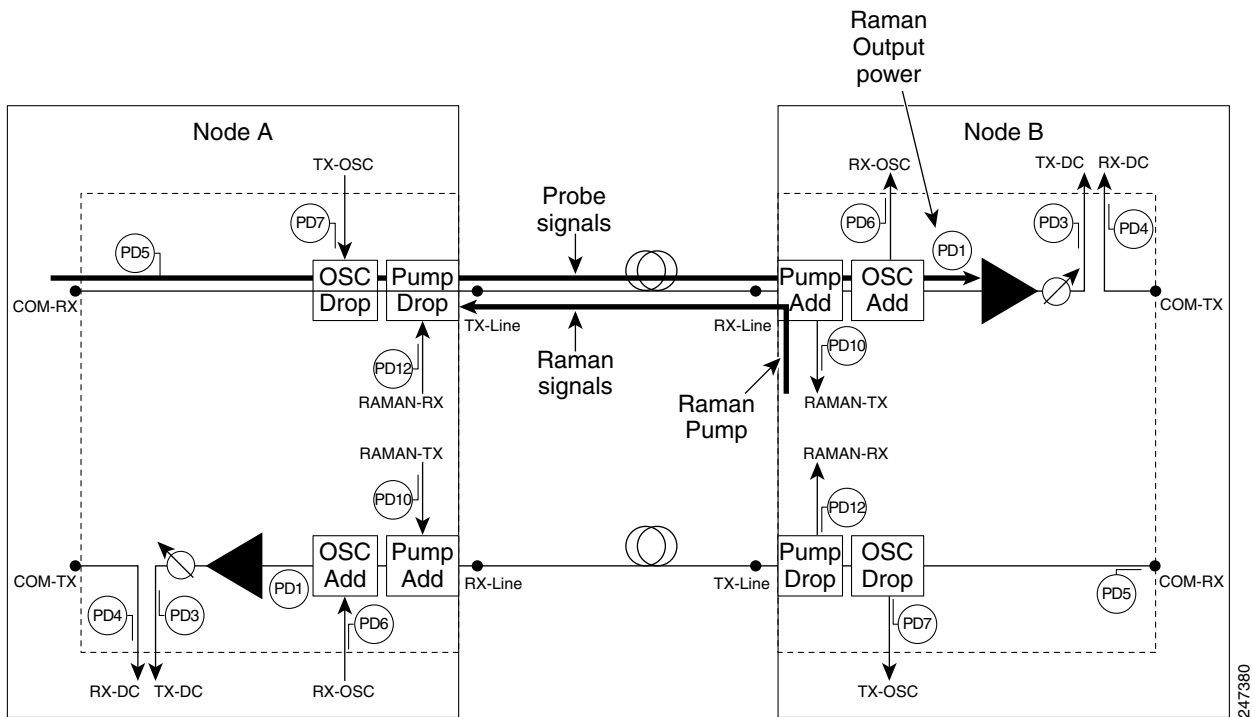 Raman
Output
power
Node A
Node B
TX-OSC
RX-OSC
TX-DC
RX-DC
Probe
signals
PD7
PD6
PD3
PD4
PD5
PD1
OSC
Drop
Pump
Drop
Pump
Add
OSC
Add
COM-RX
TX-Line
RX-Line
COM-TX
PD12
PD10
Raman
signals
RAMAN-RX
Raman
Pump
RAMAN-TX
RAMAN-TX
RAMAN-RX
PD10
PD12
OSC
Add
Pump
Add
Pump
Drop
OSC
Drop
COM-TX
PD1
RX-Line
TX-Line
COM-RX
PD5
PD4
PD3
PD6
PD7
RX-DC
TX-DC
RX-OSC
TX-OSC
247380